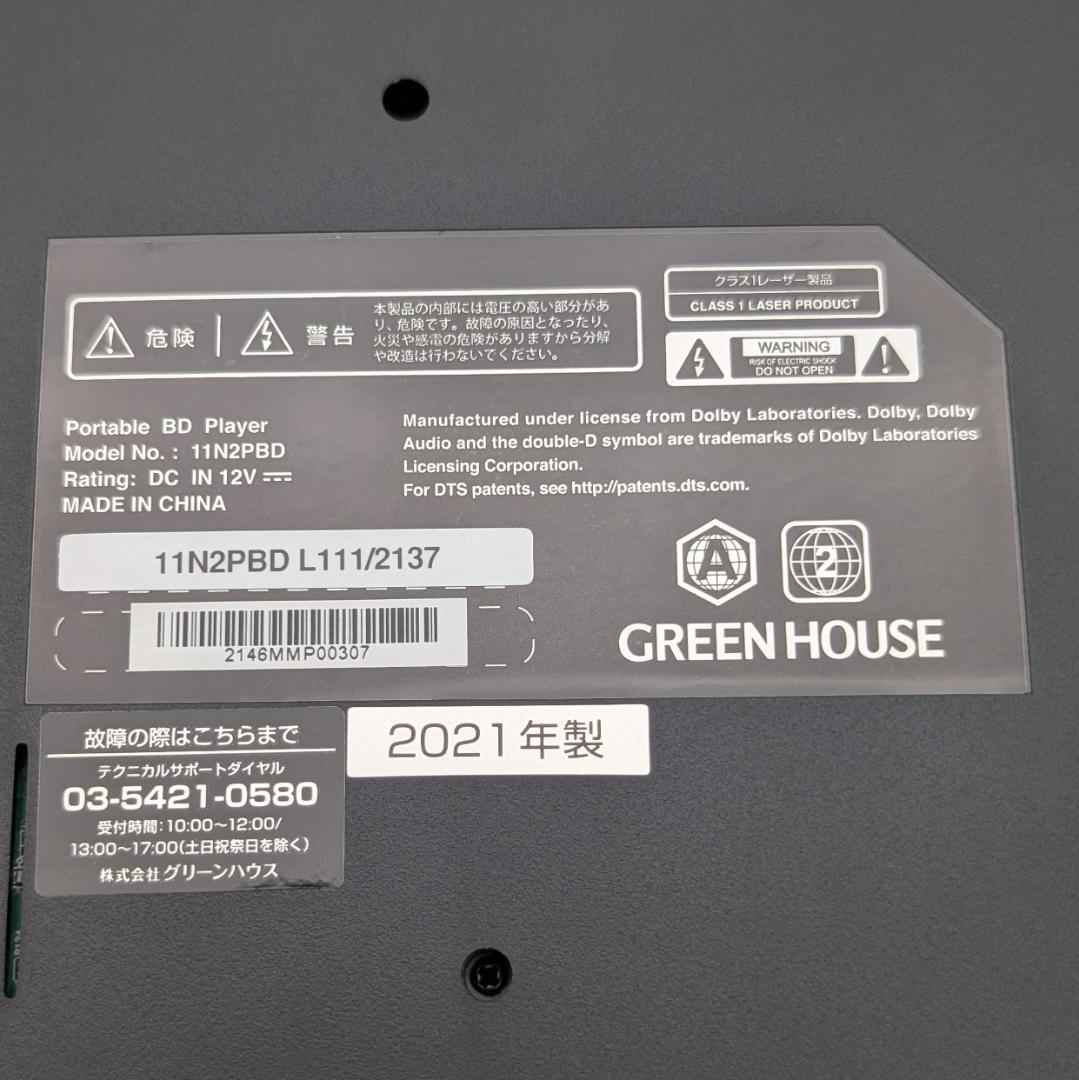 危険
警告
本製品の内部には電圧の高い部分があ
り、危険です。故障の原因となったり、
火災や感電の危険がありますから分解
や改造は行わないでください。
クラス1レーザー製品
CLASS 1 LASER PRODUCT
WARNING
RISK OF ELECTRIC SHOCK
DO NOT OPEN
Portable BD Player
Model No. : 11N2PBD
Rating: DC IN 12V ⎓
MADE IN CHINA
Manufactured under license from Dolby Laboratories. Dolby, Dolby
Audio and the double-D symbol are trademarks of Dolby Laboratories
Licensing Corporation.
For DTS patents, see http://patents.dts.com.
11N2PBD L111/2137
2146MMP00307
A
2
GREEN HOUSE
故障の際はこちらまで
テクニカルサポートダイヤル
03-5421-0580
受付時間:10:00〜12:00/
13:00〜17:00(土日祝祭日を除く)
株式会社グリーンハウス
2021年製